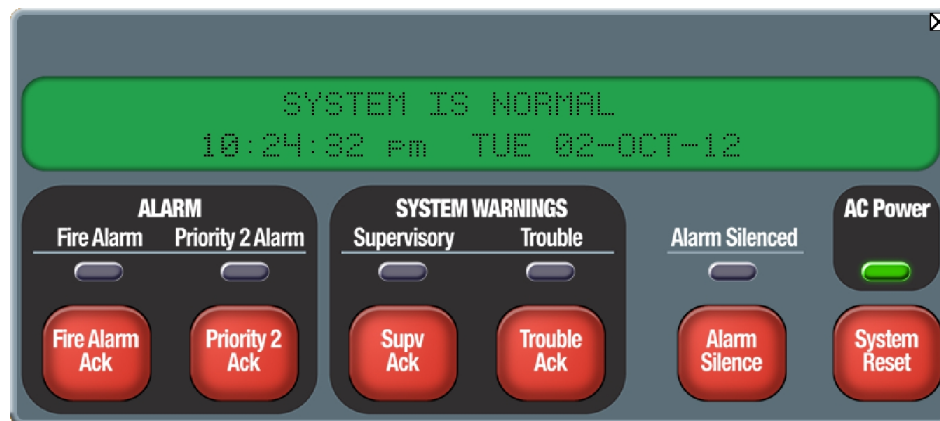 SYSTEM IS NORMAL
10:24:32 pm TUE 02-OCT-12
ALARM
Fire Alarm Priority 2 Alarm
SYSTEM WARNINGS
Supervisory Trouble
Alarm Silenced
AC Power
Fire Alarm
Ack
Priority 2
Ack
Supv
Ack
Trouble
Ack
Alarm
Silence
System
Reset